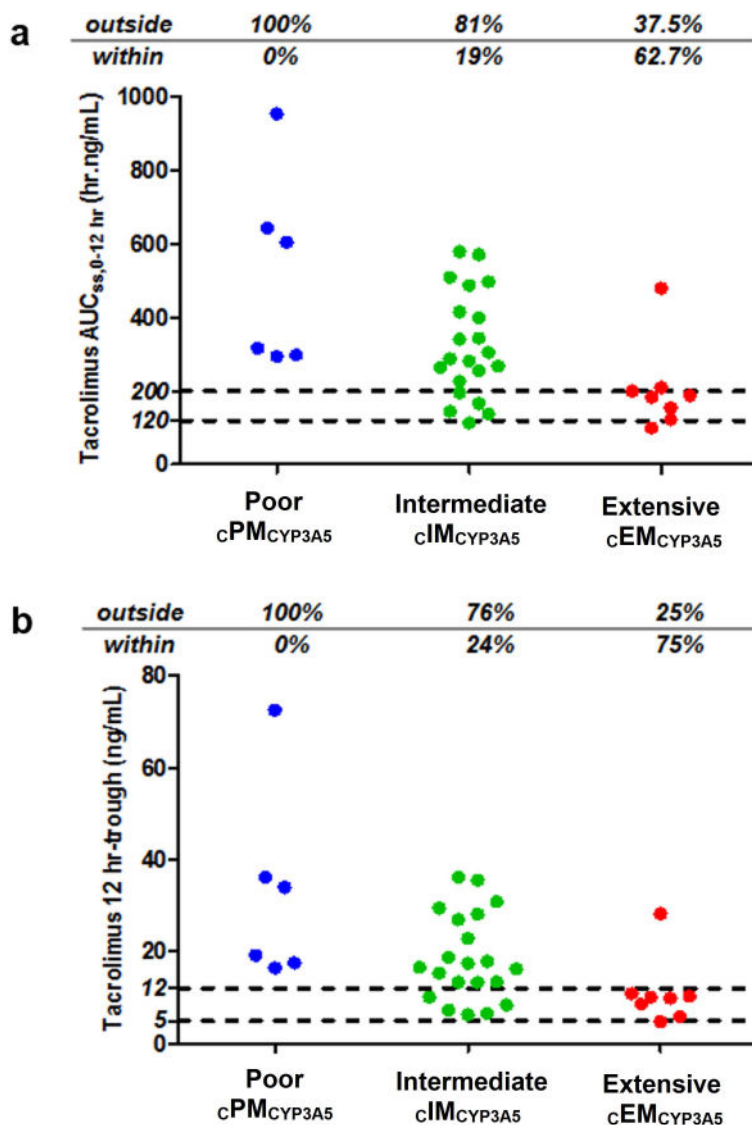 a
outside 100% 81% 37.5%
within 0% 19% 62.7%
Tacrolimus AUCss,0-12 hr (hr.ng/mL)
1000
800
600
400
200
120
0
Poor Intermediate Extensive
cPMCYP3A5 cIMCYP3A5 cEMCYP3A5
b
outside 100% 76% 25%
within 0% 24% 75%
Tacrolimus 12 hr-trough (ng/mL)
80
60
40
20
12
5
0
Poor Intermediate Extensive
cPMCYP3A5 cIMCYP3A5 cEMCYP3A5